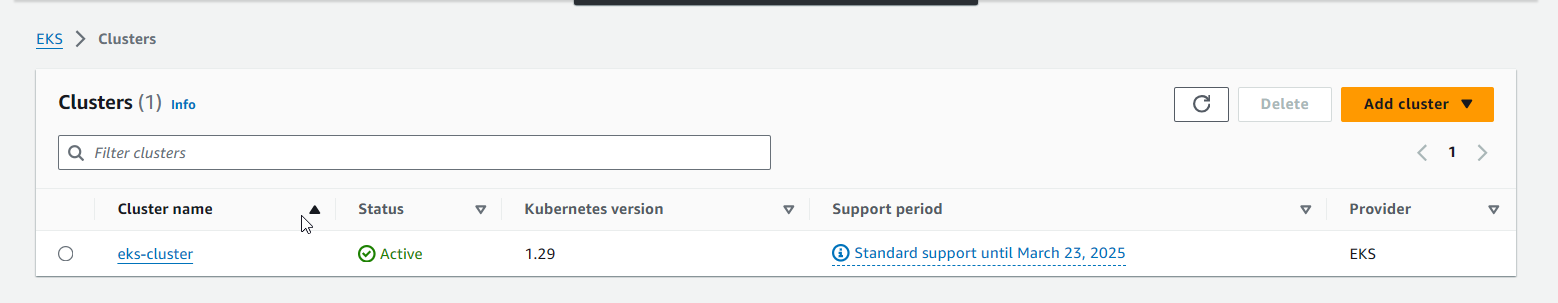 EKS > Clusters
Clusters (1) Info
Delete
Add cluster
Filter clusters
1
Cluster name Status Kubernetes version Support period Provider
eks-cluster Active 1.29 Standard support until March 23, 2025 EKS